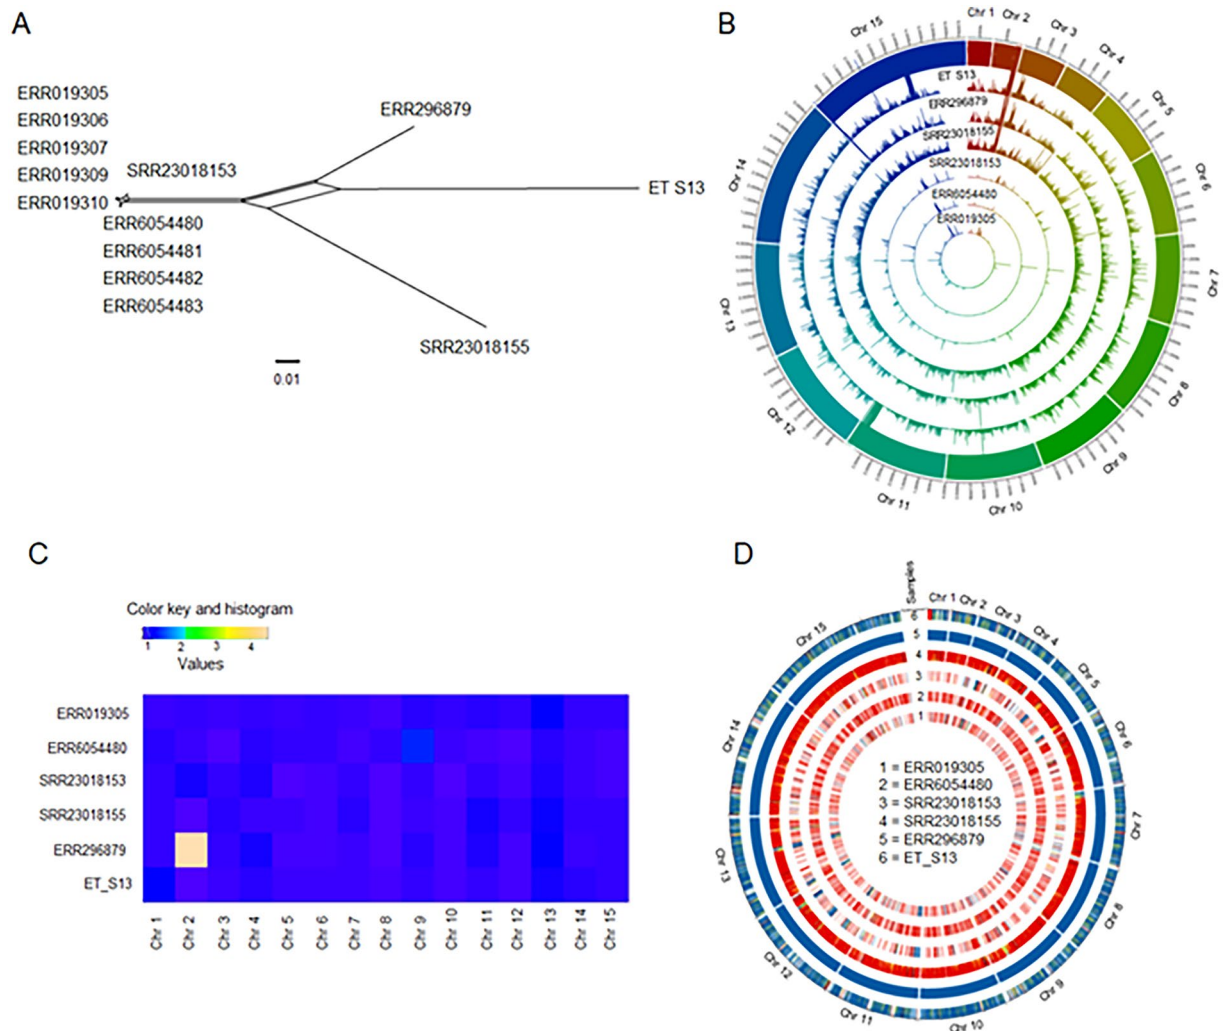 A
ERR019305
ERR019306
ERR019307
ERR019309
ERR019310
SRR23018153
ERR6054480
ERR6054481
ERR6054482
ERR6054483
ERR296879
ET S13
SRR23018155
0.01
B
Chr 1
Chr 2
Chr 3
Chr 4
Chr 5
Chr 6
Chr 7
Chr 8
Chr 9
Chr 10
Chr 11
Chr 12
Chr 13
Chr 14
Chr 15
ET S13
ERR296879
SRR23018155
SRR23018153
ERR6054480
ERR019305
C
Color key and histogram
1 2 3 4
Values
ERR019305
ERR6054480
SRR23018153
SRR23018155
ERR296879
ET_S13
Chr 1
Chr 2
Chr 3
Chr 4
Chr 5
Chr 6
Chr 7
Chr 8
Chr 9
Chr 10
Chr 11
Chr 12
Chr 13
Chr 14
Chr 15
D
Samples
6
5
4
3
2
1
Chr 1
Chr 2
Chr 3
Chr 4
Chr 5
Chr 6
Chr 7
Chr 8
Chr 9
Chr 10
Chr 11
Chr 12
Chr 13
Chr 14
Chr 15
1 = ERR019305
2 = ERR6054480
3 = SRR23018153
4 = SRR23018155
5 = ERR296879
6 = ET_S13